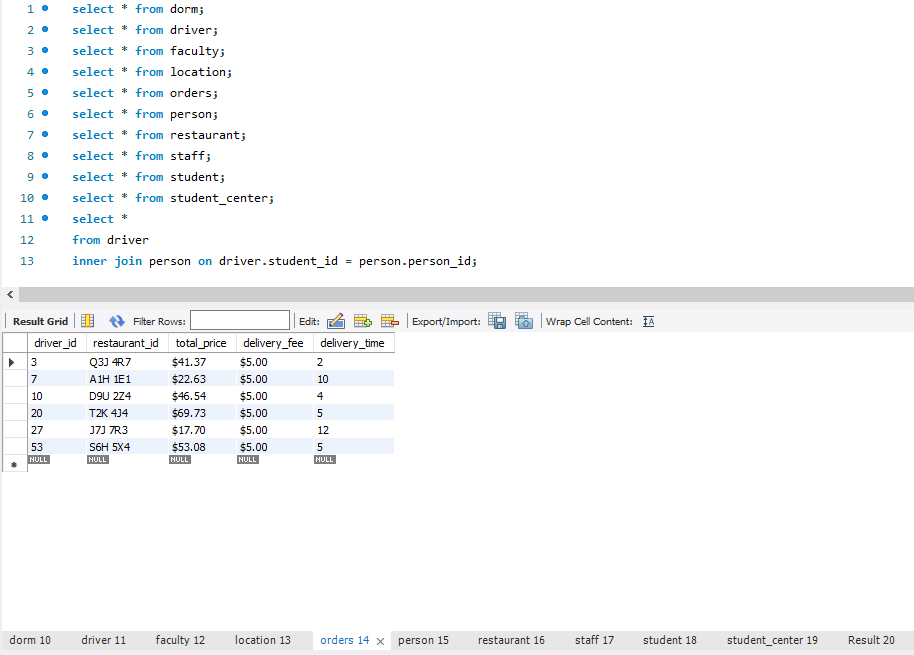 1 select * from dorm;
2 select * from driver;
3 select * from faculty;
4 select * from location;
5 select * from orders;
6 select * from person;
7 select * from restaurant;
8 select * from staff;
9 select * from student;
10 select * from student_center;
11 select *
12 from driver
13 inner join person on driver.student_id = person.person_id;
Result Grid Filter Rows: Edit: Export/Import: Wrap Cell Content: IA
driver_id restaurant_id total_price delivery_fee delivery_time
3 Q3J 4R7 $41.37 $5.00 2
7 A1H 1E1 $22.63 $5.00 10
10 D9U 2Z4 $46.54 $5.00 4
20 T2K 4J4 $69.73 $5.00 5
27 J7J 7R3 $17.70 $5.00 12
53 S6H 5X4 $53.08 $5.00 5
NULL NULL NULL NULL NULL
dorm 10 driver 11 faculty 12 location 13 orders 14 person 15 restaurant 16 staff 17 student 18 student_center 19 Result 20